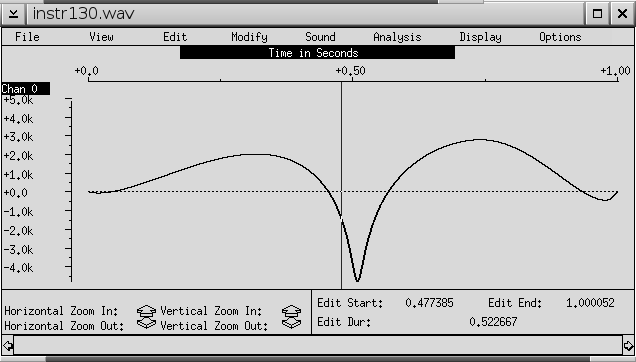 instr130.wav
File View Edit Modify Sound Analysis Display Options
Time in Seconds
+0.0 +0.50 +1.00
Chan 0
+5.0k
+3.0k
+2.0k
+1.0k
+0.0
-1.0k
-2.0k
-3.0k
-4.0k
Horizontal Zoom In: Vertical Zoom In:
Horizontal Zoom Out: Vertical Zoom Out:
Edit Start: 0.477385 Edit End: 1.000052
Edit Dur: 0.522667